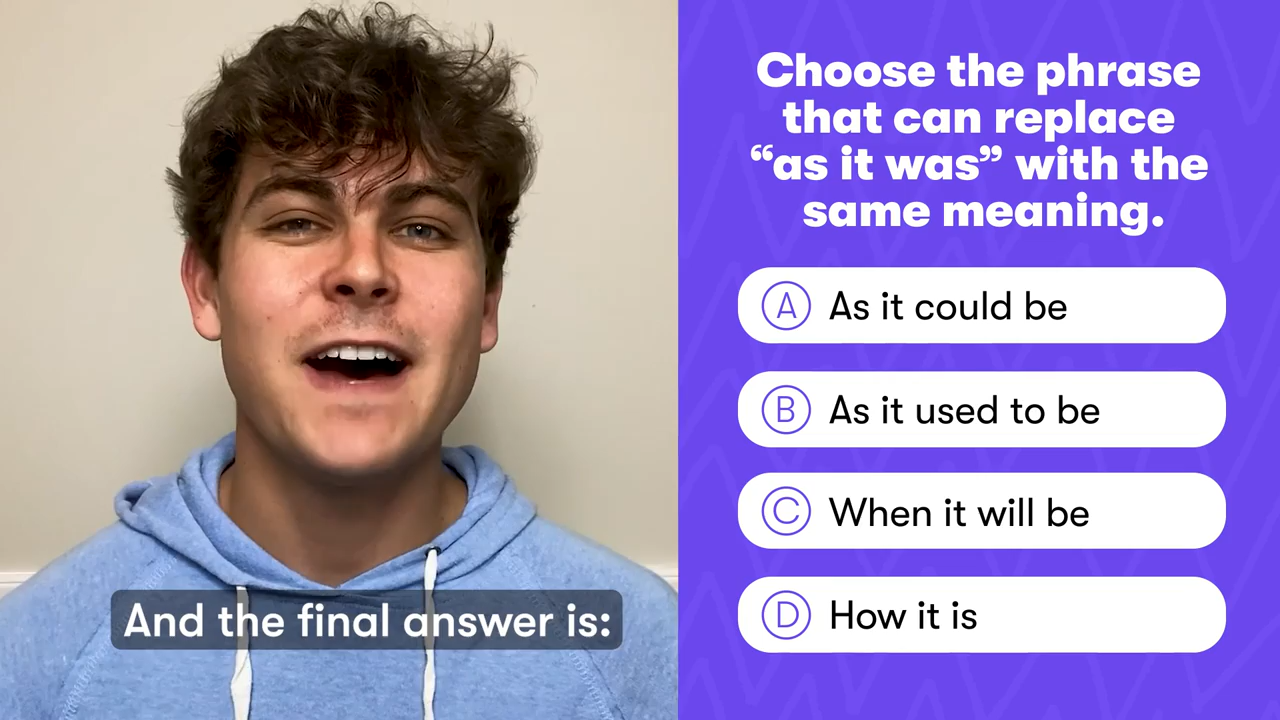 Choose the phrase
that can replace
“as it was” with the
same meaning.
A As it could be
B As it used to be
C When it will be
D How it is
And the final answer is: